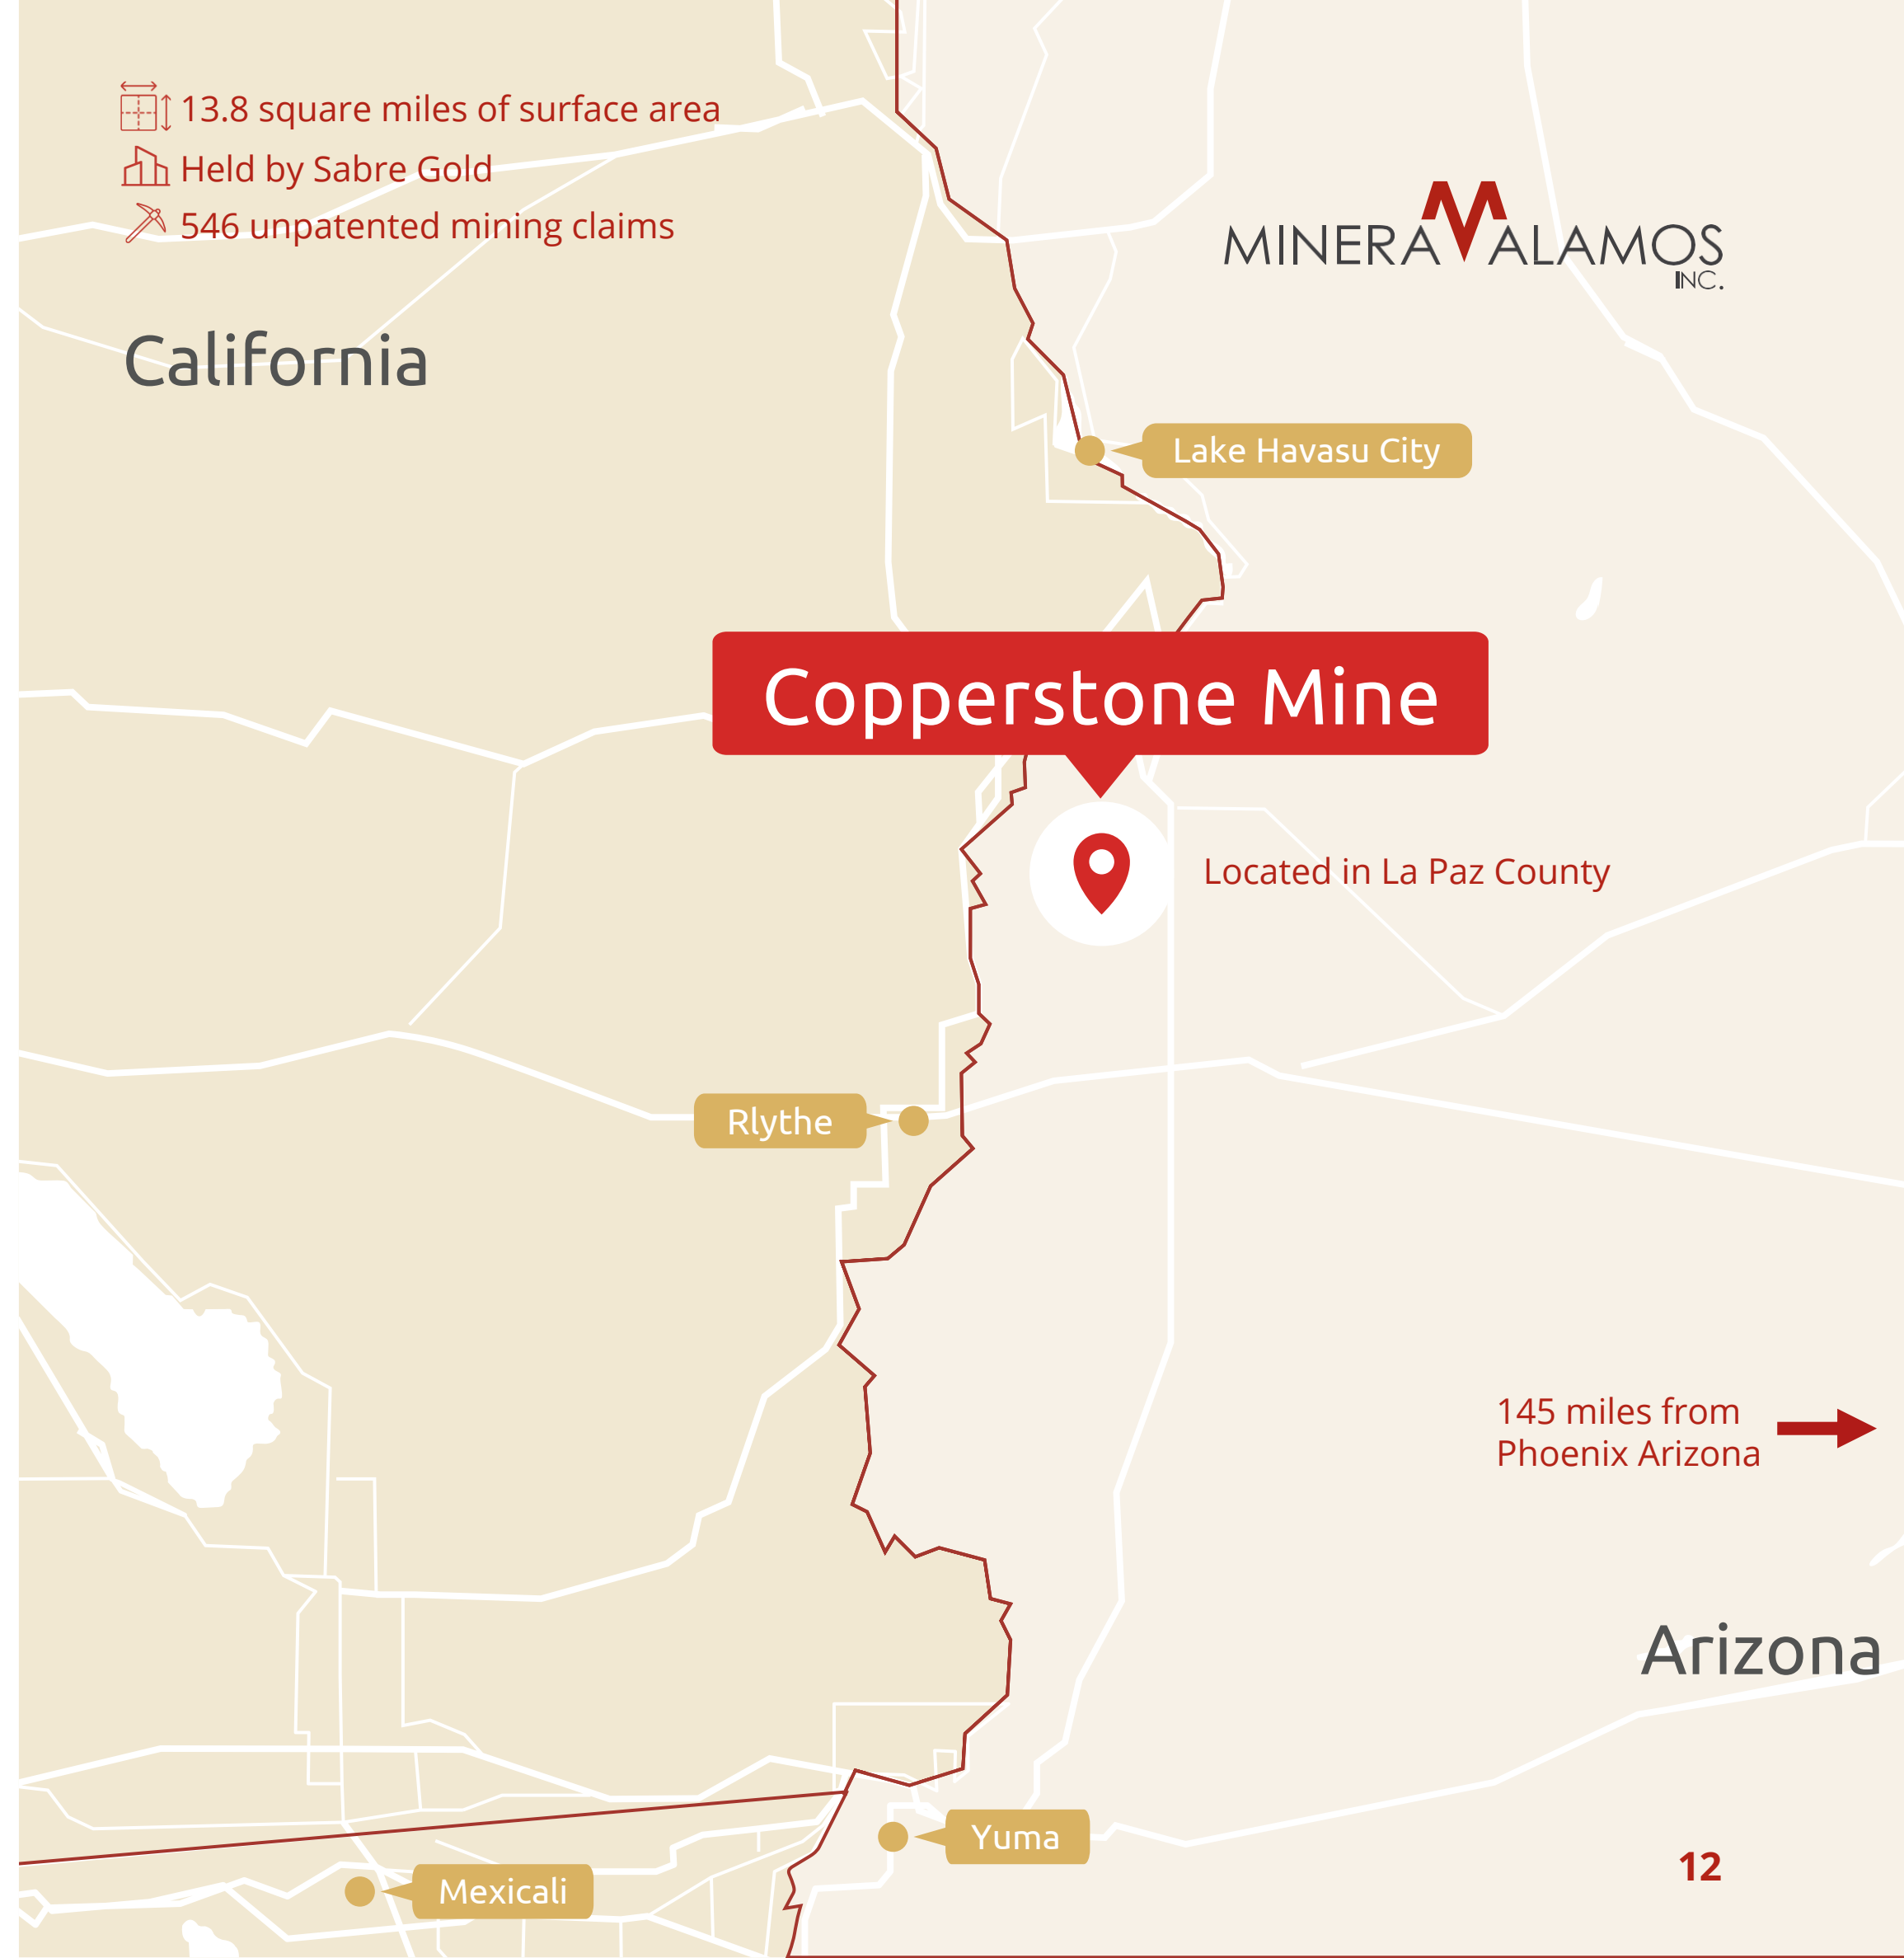 13.8 square miles of surface area
Held by Sabre Gold
546 unpatented mining claims
MINERA ALAMOS
INC.
California
Lake Havasu City
Copperstone Mine
Located in La Paz County
Rlythe
145 miles from
Phoenix Arizona
Arizona
Yuma
12
Mexicali